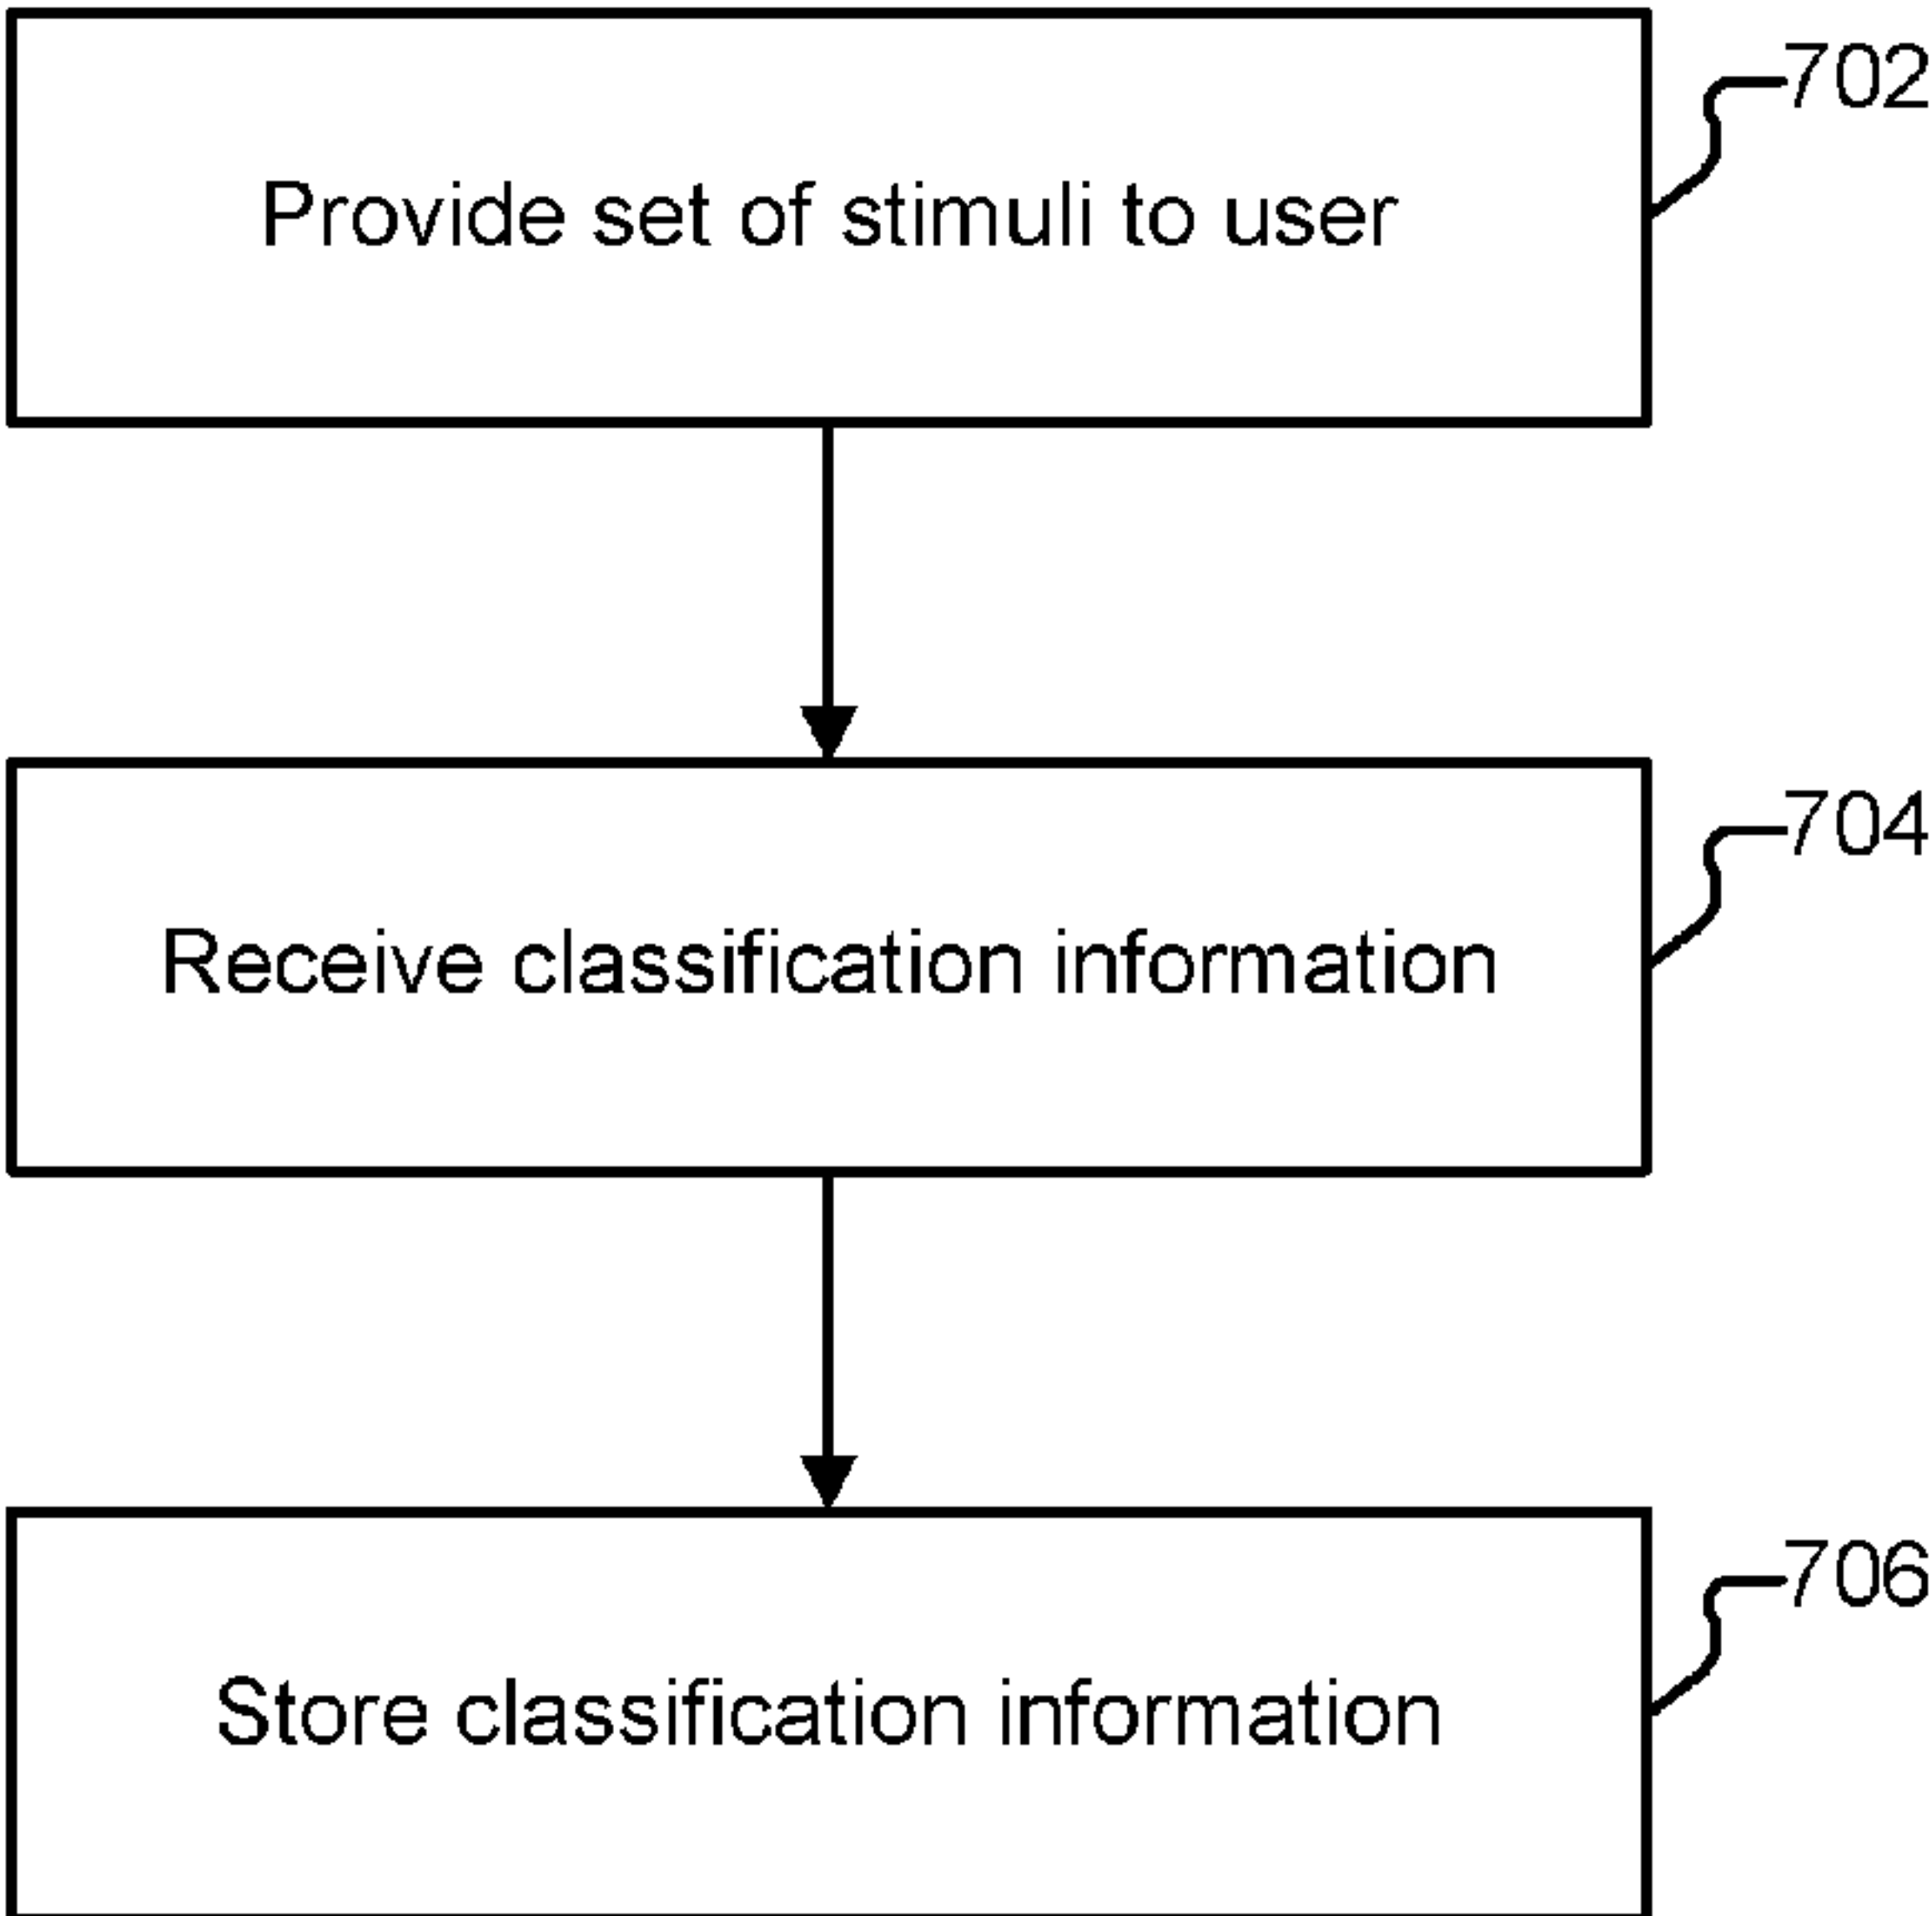 702
Provide set of stimuli to user
704
Receive classification information
706
Store classification information